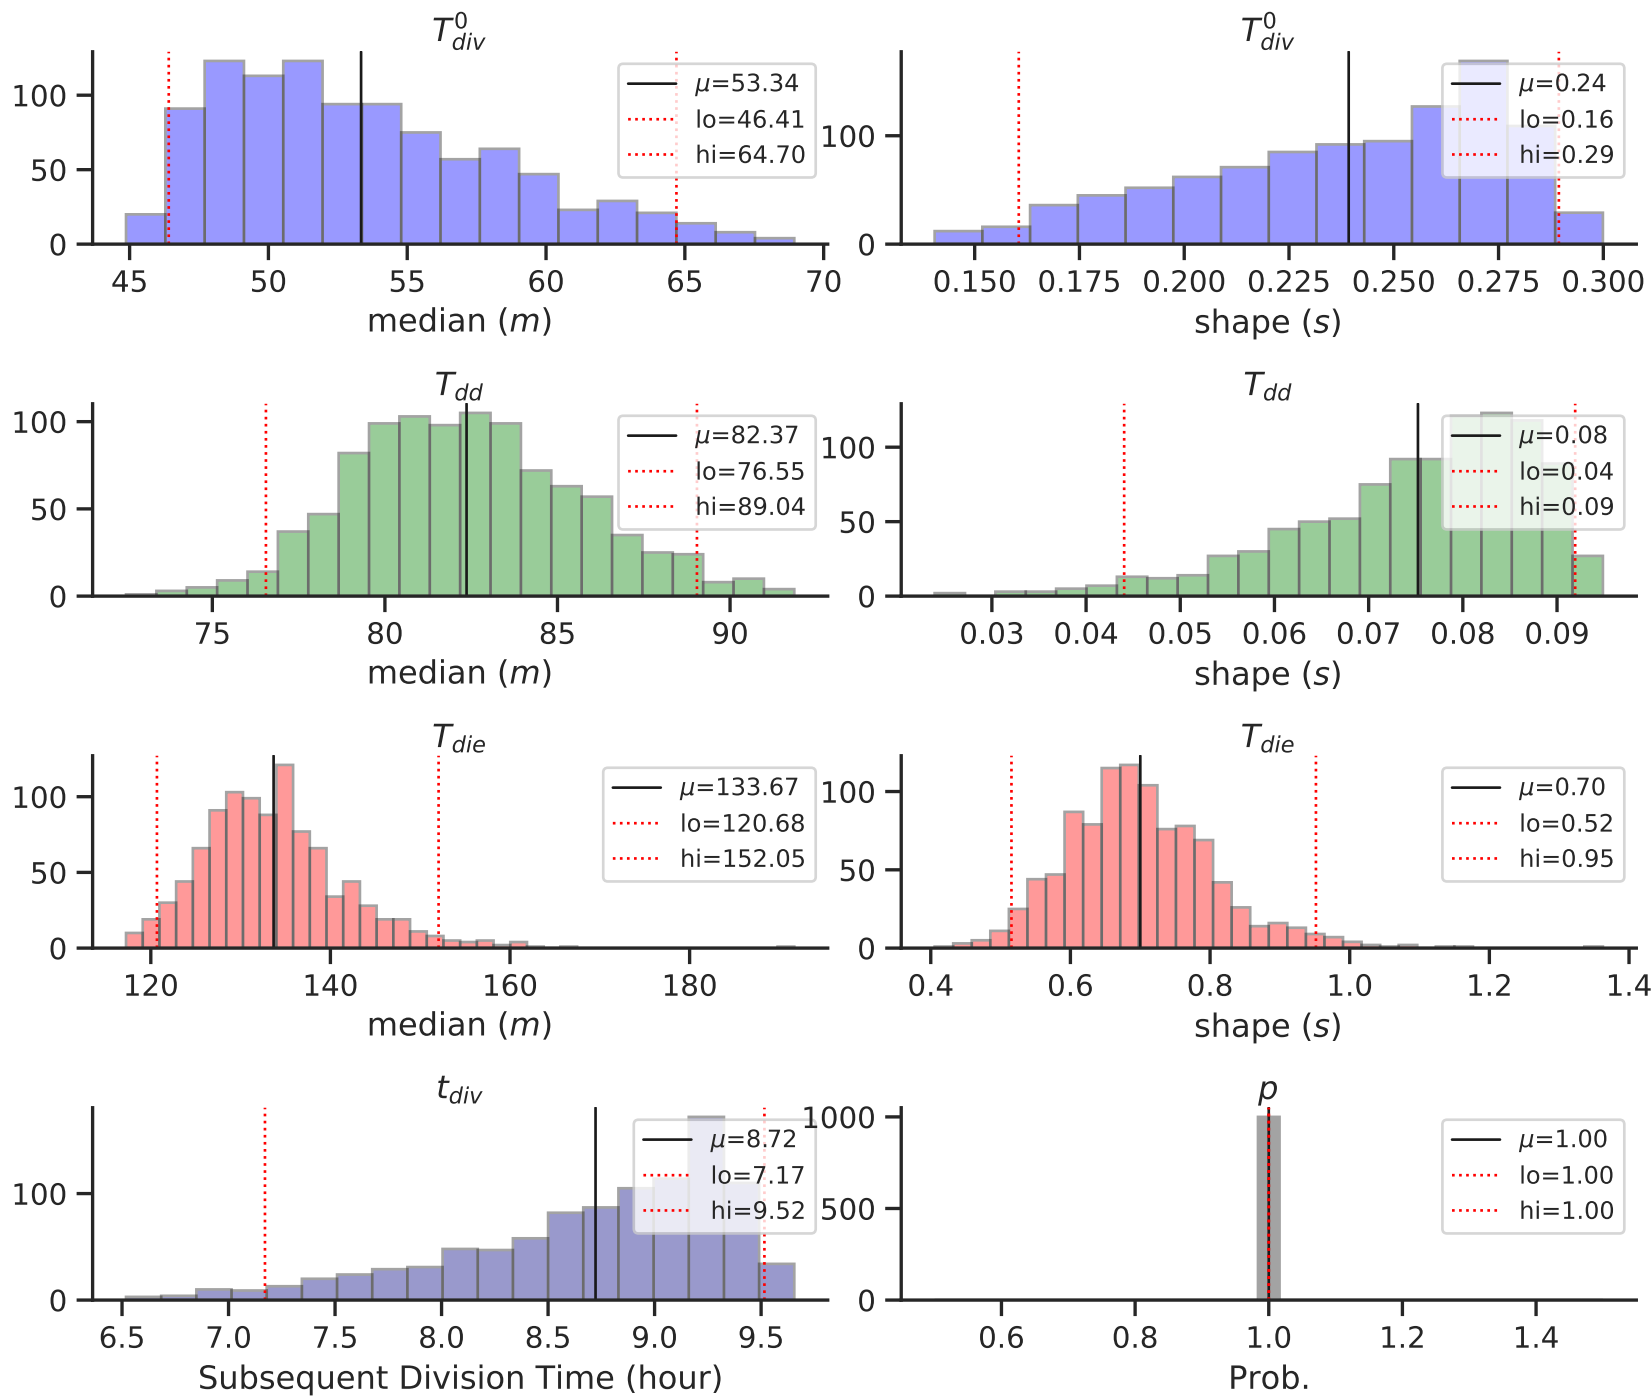 T⁰_div
100
50
0
μ=53.34
lo=46.41
hi=64.70
45 50 55 60 65 70
median (m)
T⁰_div
100
0
μ=0.24
lo=0.16
hi=0.29
0.150 0.175 0.200 0.225 0.250 0.275 0.300
shape (s)
T_dd
100
50
0
μ=82.37
lo=76.55
hi=89.04
75 80 85 90
median (m)
T_dd
100
50
0
μ=0.08
lo=0.04
hi=0.09
0.03 0.04 0.05 0.06 0.07 0.08 0.09
shape (s)
T_die
100
50
0
μ=133.67
lo=120.68
hi=152.05
120 140 160 180
median (m)
T_die
100
50
0
μ=0.70
lo=0.52
hi=0.95
0.4 0.6 0.8 1.0 1.2 1.4
shape (s)
t_div
100
0
μ=8.72
lo=7.17
hi=9.52
6.5 7.0 7.5 8.0 8.5 9.0 9.5
Subsequent Division Time (hour)
p
1000
500
0
μ=1.00
lo=1.00
hi=1.00
0.6 0.8 1.0 1.2 1.4
Prob.